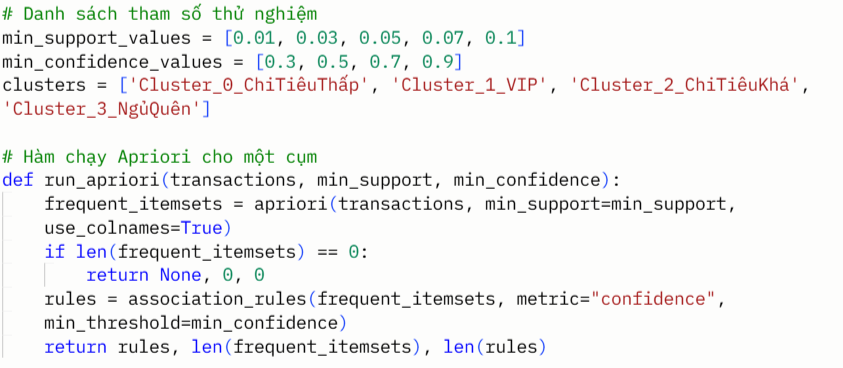 # Danh sách tham số thử nghiệm
min_support_values = [0.01, 0.03, 0.05, 0.07, 0.1]
min_confidence_values = [0.3, 0.5, 0.7, 0.9]
clusters = ['Cluster_0_ChiTiêuThấp', 'Cluster_1_VIP', 'Cluster_2_ChiTiêuKhá',
'Cluster_3_NgủQuên']

# Hàm chạy Apriori cho một cụm
def run_apriori(transactions, min_support, min_confidence):
    frequent_itemsets = apriori(transactions, min_support=min_support,
    use_colnames=True)
    if len(frequent_itemsets) == 0:
        return None, 0, 0
    rules = association_rules(frequent_itemsets, metric="confidence",
    min_threshold=min_confidence)
    return rules, len(frequent_itemsets), len(rules)